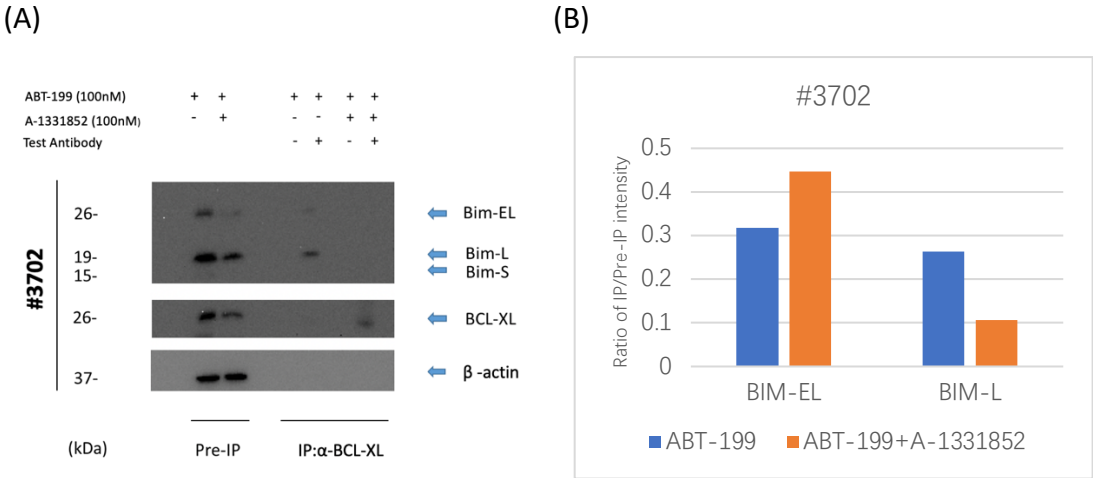 (A)
ABT-199 (100nM) + + + + + +
A-1331852 (100nM) - + - - + +
Test Antibody - + - +
#3702
26-
19-
15-
26-
37-
Bim-EL
Bim-L
Bim-S
BCL-XL
β -actin
(kDa)
Pre-IP
IP:α-BCL-XL
(B)
#3702
Ratio of IP/Pre-IP intensity
0.5
0.4
0.3
0.2
0.1
0
BIM-EL
BIM-L
ABT-199
ABT-199+A-1331852